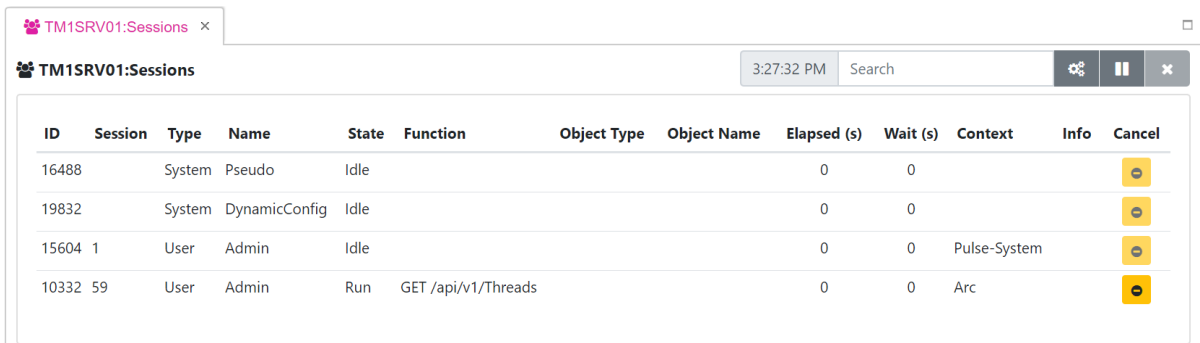 TM1SRV01:Sessions ×
TM1SRV01:Sessions 3:27:32 PM Search
ID Session Type Name State Function Object Type Object Name Elapsed (s) Wait (s) Context Info Cancel
16488 System Pseudo Idle 0 0
19832 System DynamicConfig Idle 0 0
15604 1 User Admin Idle 0 0 Pulse-System
10332 59 User Admin Run GET /api/v1/Threads 0 0 Arc